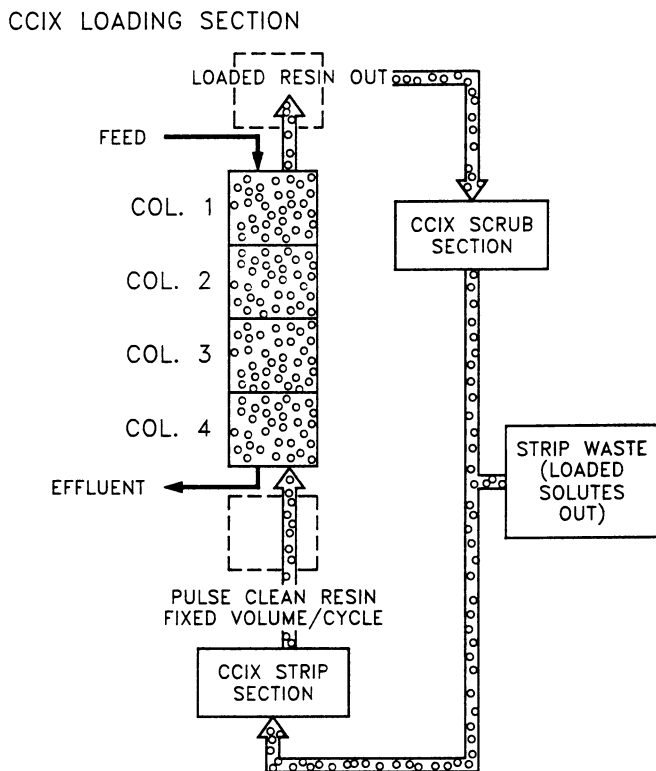 CCIX LOADING SECTION
LOADED RESIN OUT
FEED
COL. 1
CCIX SCRUB
SECTION
COL. 2
COL. 3
COL. 4
STRIP WASTE
(LOADED
SOLUTES
OUT)
EFFLUENT
PULSE CLEAN RESIN
FIXED VOLUME/CYCLE
CCIX STRIP
SECTION